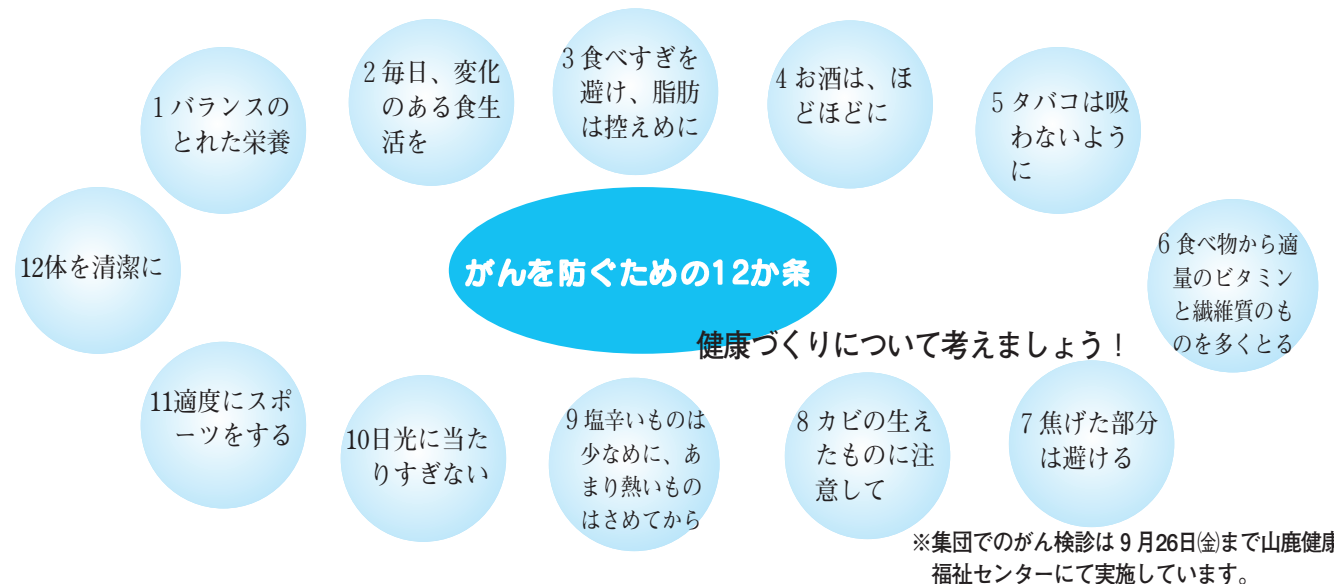 1 バランスの
とれた栄養
2 毎日、変化
のある食生
活を
3 食べすぎを
避け、脂肪
は控えめに
4 お酒は、ほ
どほどに
5 タバコは吸
わないよう
に
6 食べ物から適
量のビタミン
と繊維質のも
のを多くとる
7 焦げた部分
は避ける
8 カビの生え
たものに注
意して
9 塩辛いものは
少なめに、あ
まり熱いもの
はさめてから
10日光に当た
りすぎない
11適度にスポ
ーツをする
12体を清潔に
がんを防ぐための12か条
健康づくりについて考えましょう！
※集団でのがん検診は9月26日㈮まで山鹿健康
福祉センターにて実施しています。